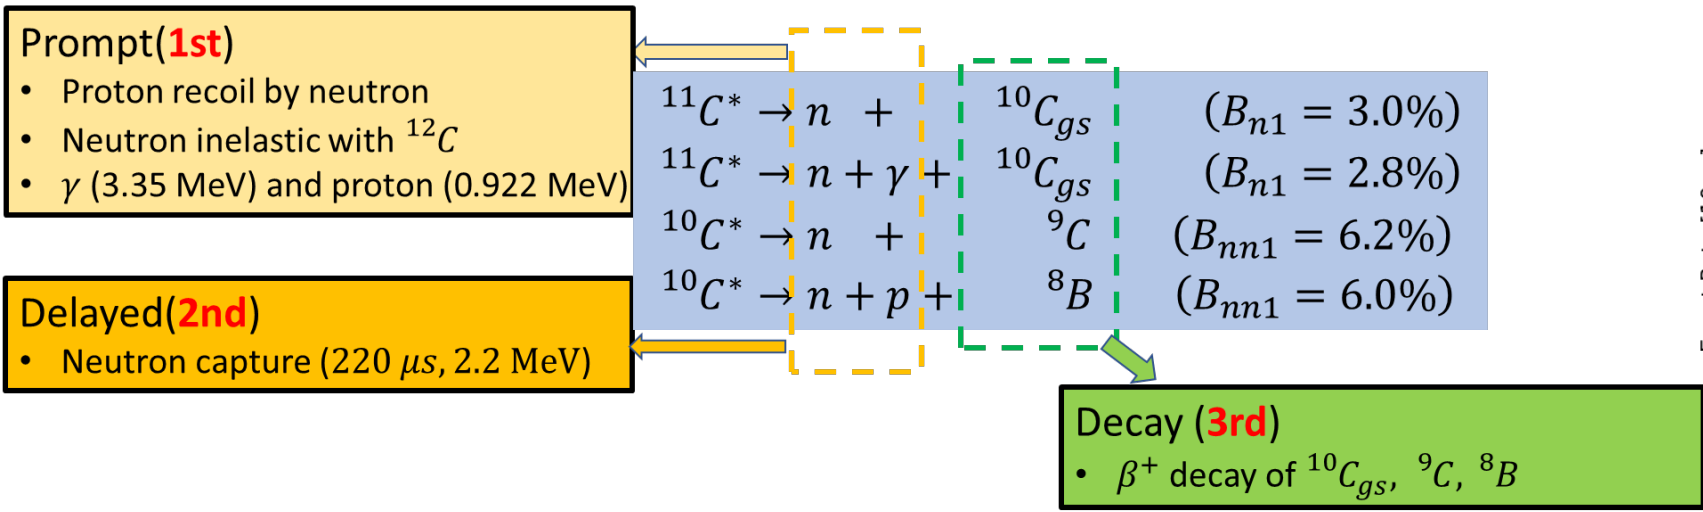 Prompt(1st)
• Proton recoil by neutron
• Neutron inelastic with ¹²C
• γ (3.35 MeV) and proton (0.922 MeV)
¹¹C* → n + ¹⁰C_gs (B_n1 = 3.0%)
¹¹C* → n + γ + ¹⁰C_gs (B_n1 = 2.8%)
¹⁰C* → n + ⁹C (B_nn1 = 6.2%)
¹⁰C* → n + p + ⁸B (B_nn1 = 6.0%)
Delayed(2nd)
• Neutron capture (220 μs, 2.2 MeV)
Decay (3rd)
• β⁺ decay of ¹⁰C_gs, ⁹C, ⁸B